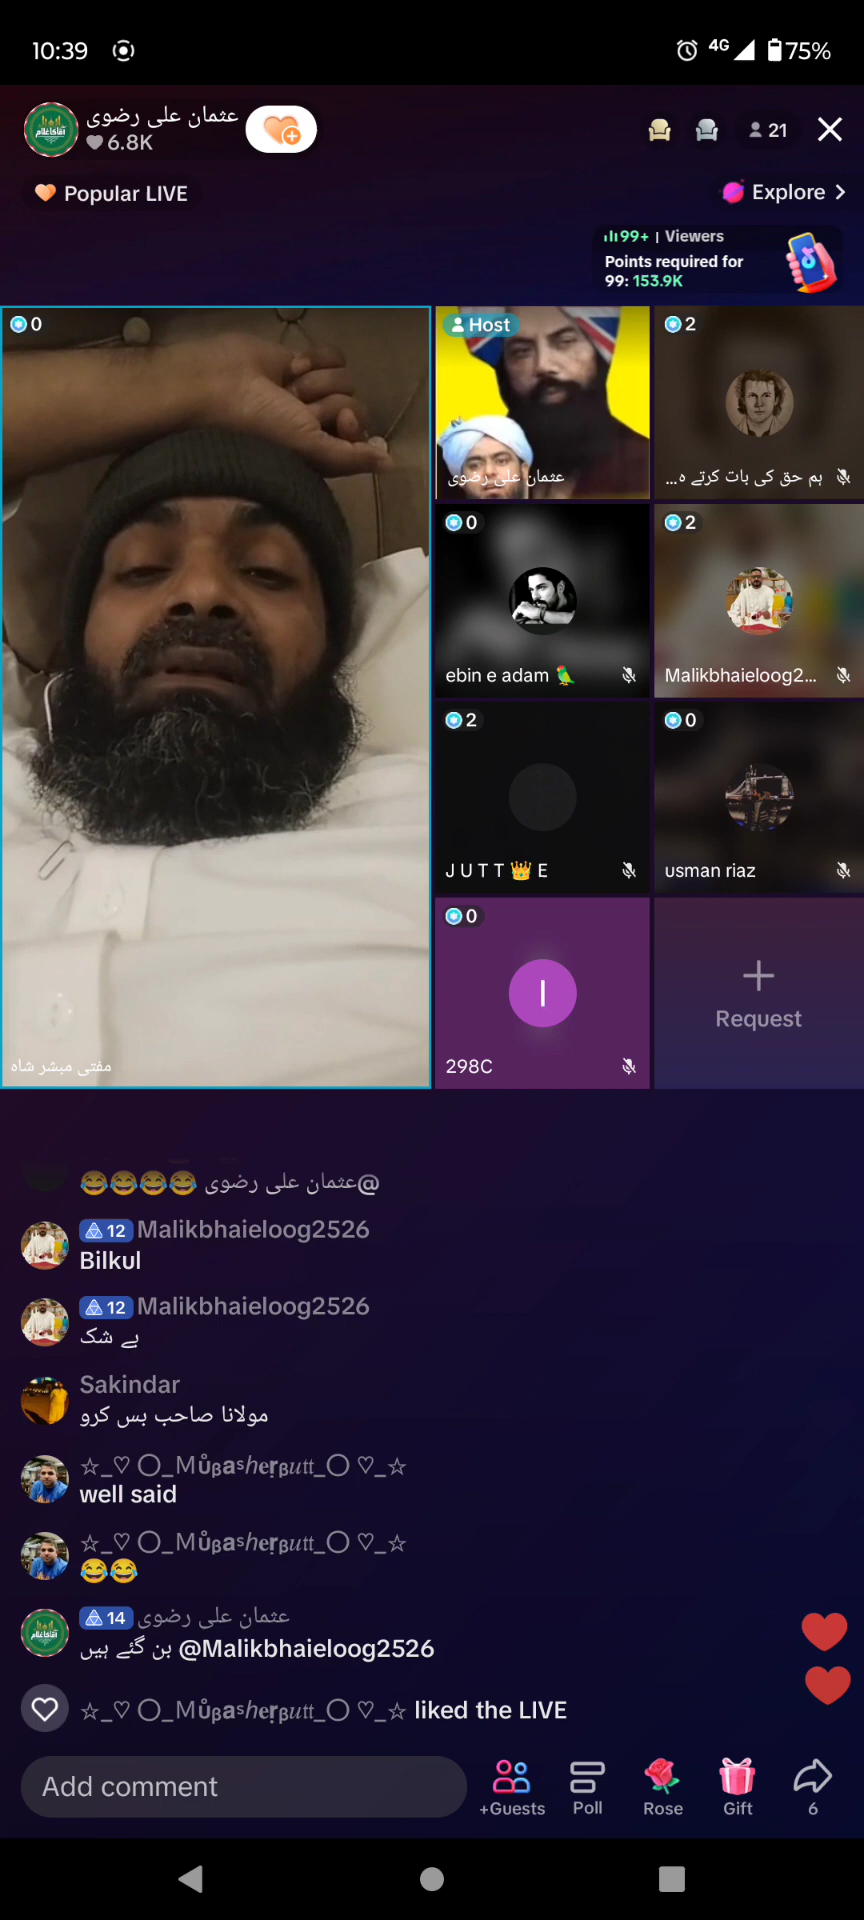 10:39
4G
75%
عثمان علی رضوی
6.8K
21
Popular LIVE
Explore
99+ | Viewers
Points required for
99: 153.9K
0
مفتی مبشر شاہ
Host
عثمان علی رضوی
2
ہم حق کی بات کرتے ہ...
0
ebin e adam 🦜
2
Malikbhaieloog2...
2
J U T T 👑 E
0
usman riaz
0
I
298C
Request
@عثمان علی رضوی 😂😂😂😂
12 Malikbhaieloog2526
Bilkul
12 Malikbhaieloog2526
بے شک
Sakindar
مولانا صاحب بس کرو
☆_♡ ◯_Můᵦaˢℎeṛᵦ𝑢tt_◯ ♡_☆
well said
☆_♡ ◯_Můᵦaˢℎeṛᵦ𝑢tt_◯ ♡_☆
😂😂
14 عثمان علی رضوی
@Malikbhaieloog2526 بن گئے ہیں
☆_♡ ◯_Můᵦaˢℎeṛᵦ𝑢tt_◯ ♡_☆ liked the LIVE
Add comment
+Guests
Poll
Rose
Gift
6